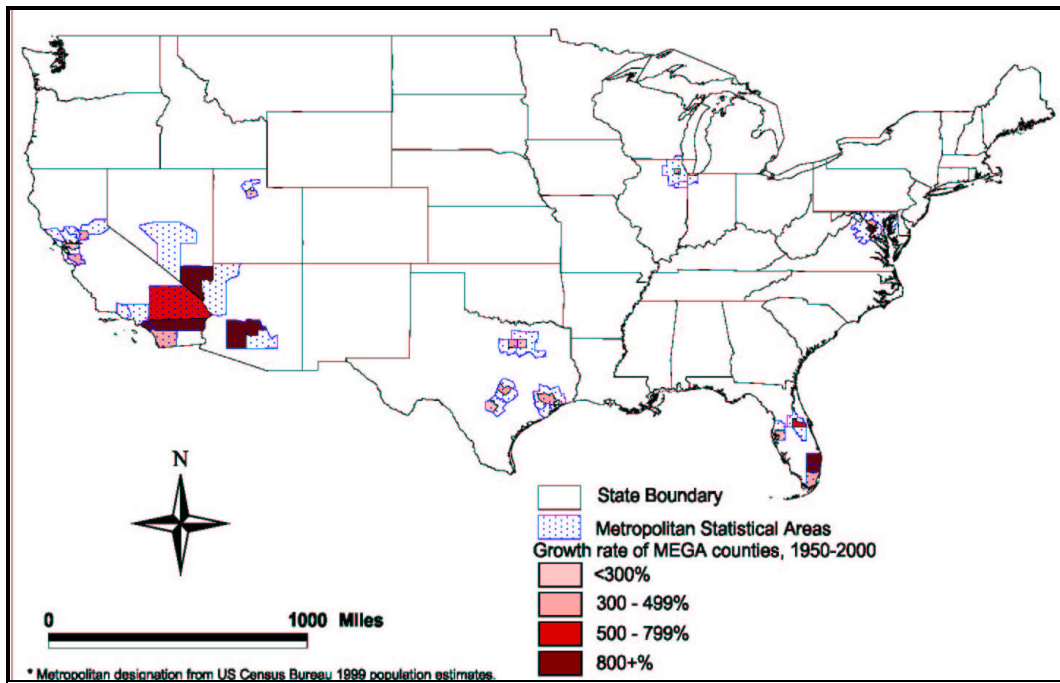 N
State Boundary
Metropolitan Statistical Areas
Growth rate of MEGA counties, 1950-2000
<300%
300 - 499%
500 - 799%
800+%
0 1000 Miles
* Metropolitan designation from US Census Bureau 1999 population estimates.